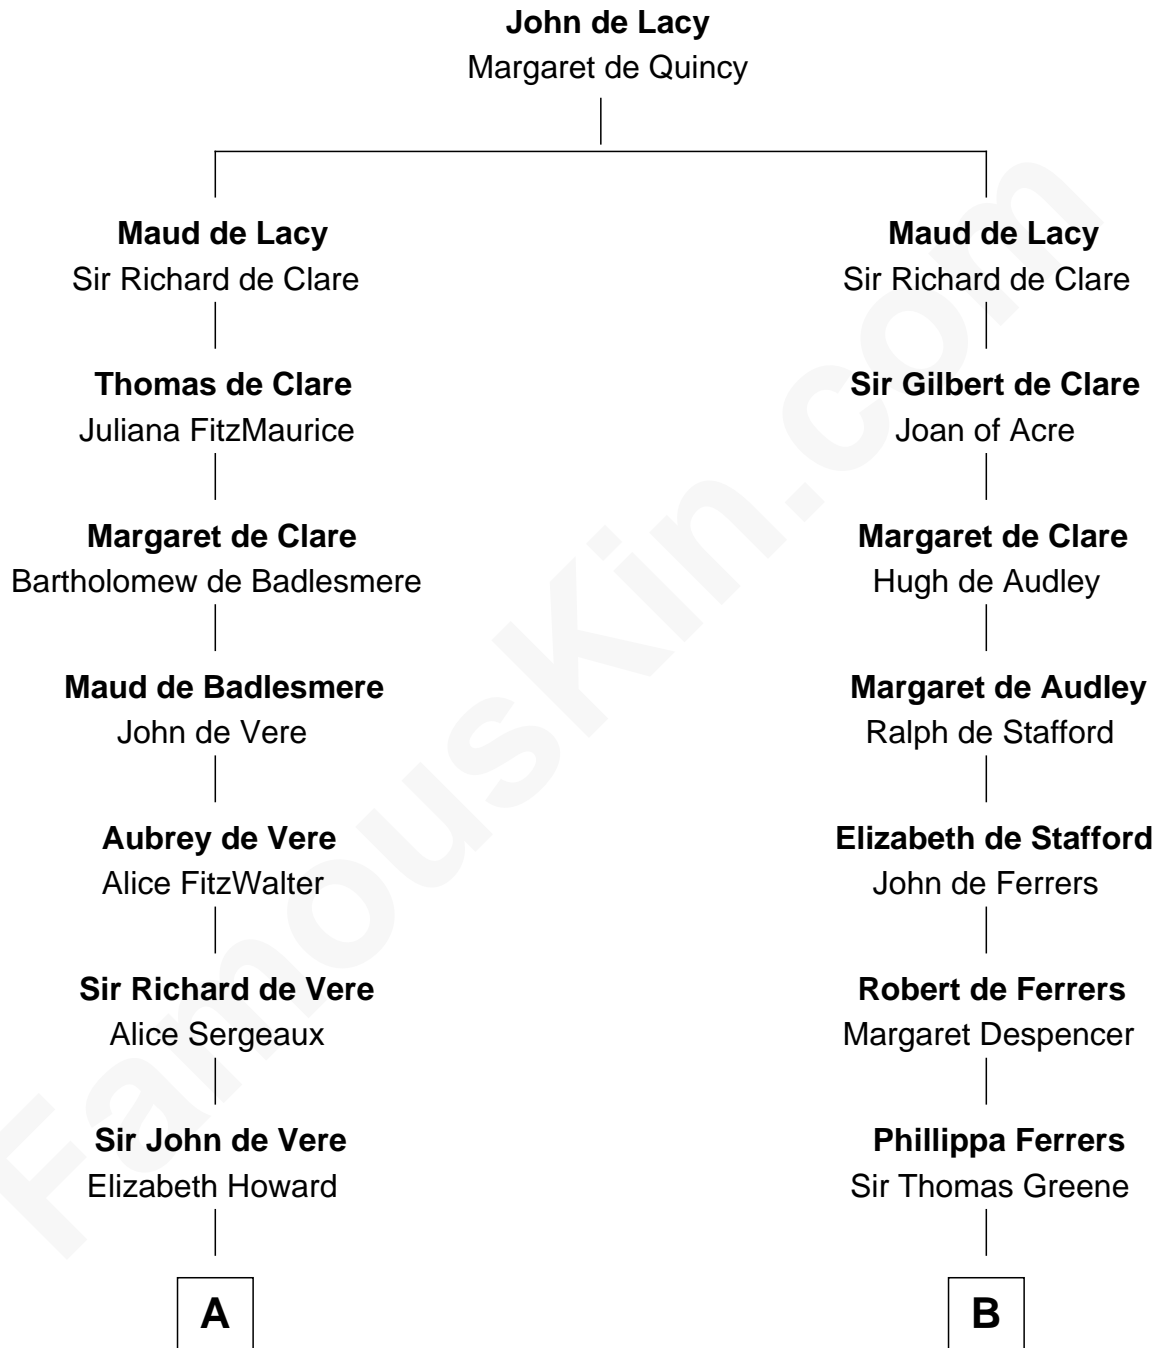 John de Lacy
Margaret de Quincy
Maud de Lacy
Sir Richard de Clare
Maud de Lacy
Sir Richard de Clare
Thomas de Clare
Juliana FitzMaurice
Sir Gilbert de Clare
Joan of Acre
Margaret de Clare
Bartholomew de Badlesmere
Margaret de Clare
Hugh de Audley
Maud de Badlesmere
John de Vere
Margaret de Audley
Ralph de Stafford
Aubrey de Vere
Alice FitzWalter
Elizabeth de Stafford
John de Ferrers
Sir Richard de Vere
Alice Sergeaux
Robert de Ferrers
Margaret Despencer
Sir John de Vere
Elizabeth Howard
Phillippa Ferrers
Sir Thomas Greene
A
B
FamousKin.com